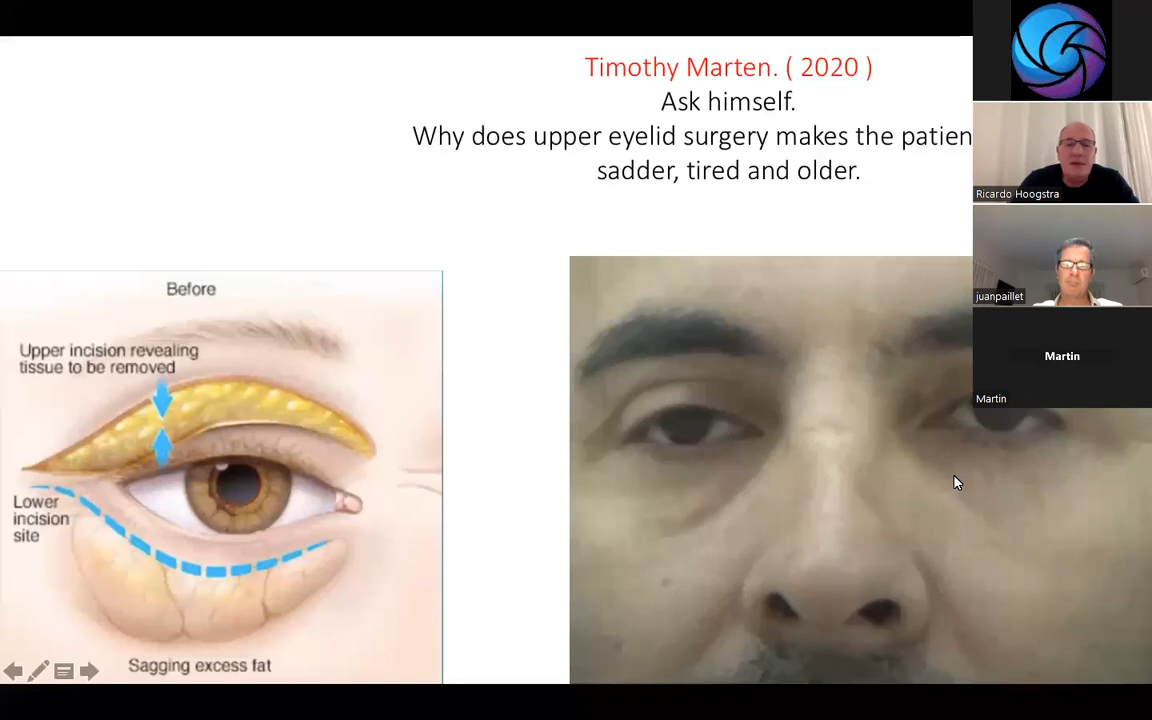 Timothy Marten. ( 2020 )
Ask himself.
Why does upper eyelid surgery makes the patien
sadder, tired and older.
Before
Upper incision revealing
tissue to be removed
Lower
incision
site
Sagging excess fat
Ricardo Hoogstra
juanpaillet
Martin
Martin